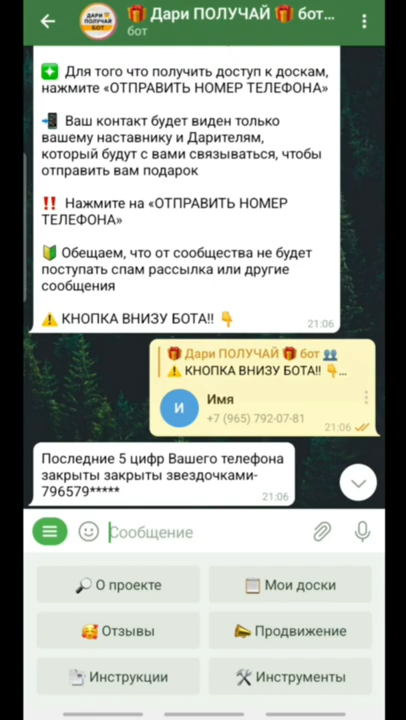 ДАРИ
ПОЛУЧАЙ
БОТ
🎁 Дари ПОЛУЧАЙ 🎁 бот...
бот
❇️ Для того что получить доступ к доскам,
нажмите «ОТПРАВИТЬ НОМЕР ТЕЛЕФОНА»
📲 Ваш контакт будет виден только
вашему наставнику и Дарителям,
который будут с вами связываться, чтобы
отправить вам подарок
‼️ Нажмите на «ОТПРАВИТЬ НОМЕР
ТЕЛЕФОНА»
🔰 Обещаем, что от сообщества не будет
поступать спам рассылка или другие
сообщения
⚠️ КНОПКА ВНИЗУ БОТА!! 👇
21:06
🎁 Дари ПОЛУЧАЙ 🎁 бот 👥
⚠️ КНОПКА ВНИЗУ БОТА!! 👇...
И
Имя
+7 (965) 792-07-81
21:06
Последние 5 цифр Вашего телефона
закрыты закрыты звездочками-
796579*****
21:06
Сообщение
🔎 О проекте
🗒 Мои доски
🥰 Отзывы
📣 Продвижение
📑 Инструкции
🛠 Инструменты